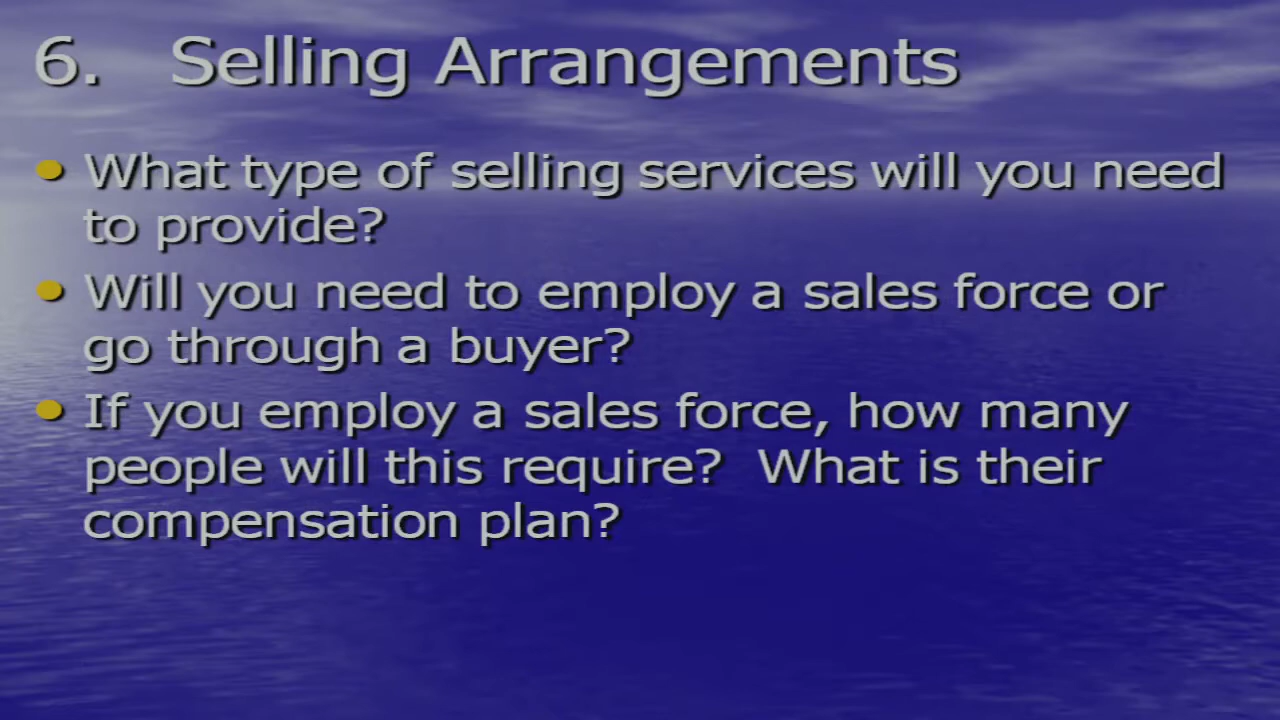 6. Selling Arrangements
• What type of selling services will you need
to provide?
• Will you need to employ a sales force or
go through a buyer?
• If you employ a sales force, how many
people will this require? What is their
compensation plan?